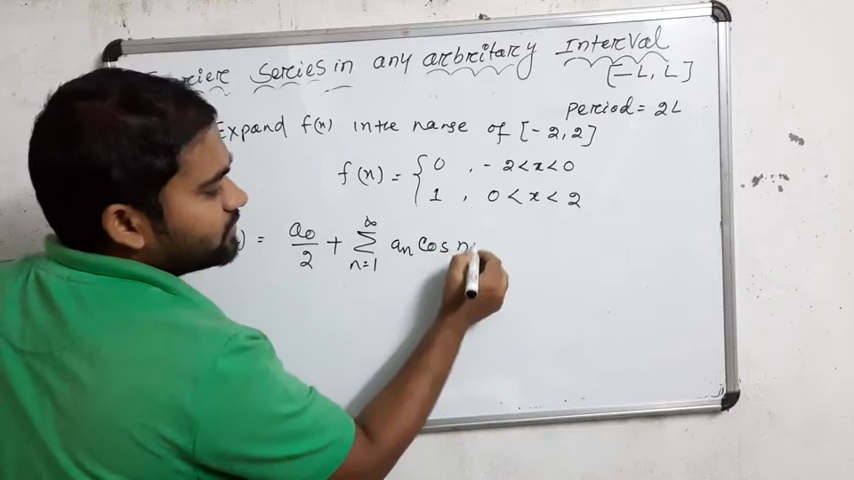 Series in any arbritary Interval
[-L, L]
Period = 2L
Expand f(x) in the range of [-2, 2]
f(x) = { 0 , -2<x<0
1 , 0<x<2
) = a0/2 + ∑ n=1 ∞ an Cos n